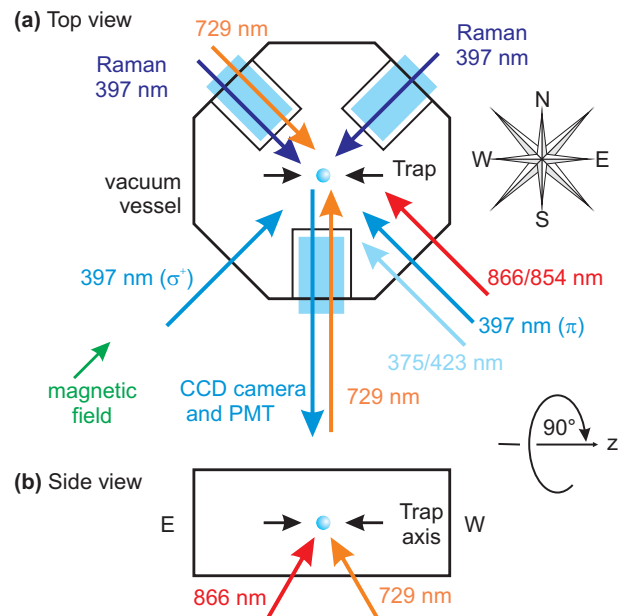 (a) Top view
729 nm
Raman
397 nm
Raman
397 nm
N
W
E
S
Trap
vacuum
vessel
397 nm (σ⁺)
866/854 nm
397 nm (π)
375/423 nm
magnetic
field
CCD camera
and PMT
729 nm
90°
z
(b) Side view
E
Trap
axis
W
866 nm
729 nm